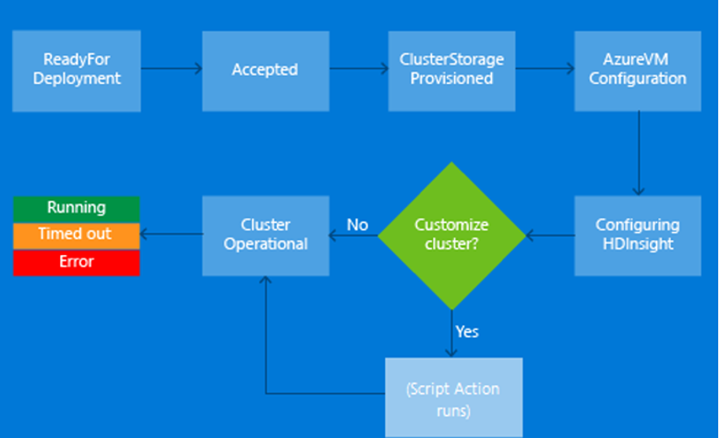 ReadyFor
Deployment
Accepted
ClusterStorage
Provisioned
AzureVM
Configuration
Configuring
HDInsight
Customize
cluster?
No
Yes
(Script Action
runs)
Cluster
Operational
Running
Timed out
Error